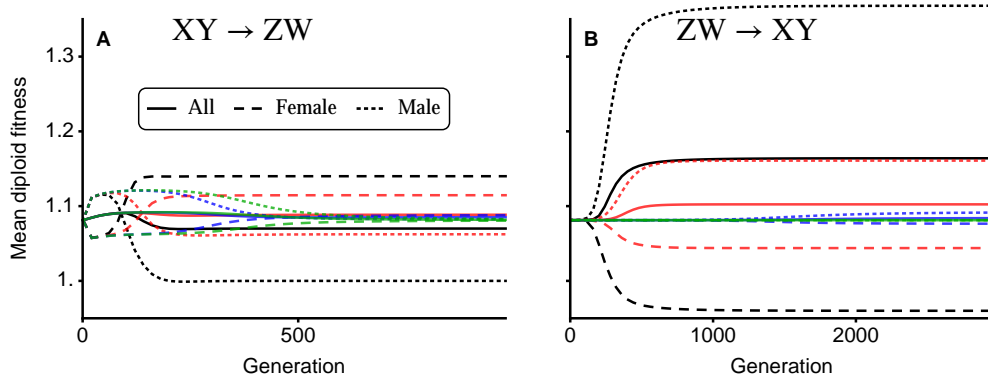 A
XY → ZW
B
ZW → XY
Mean diploid fitness
1.3
1.2
1.1
1.
All
Female
Male
0
500
Generation
0
1000
2000
Generation